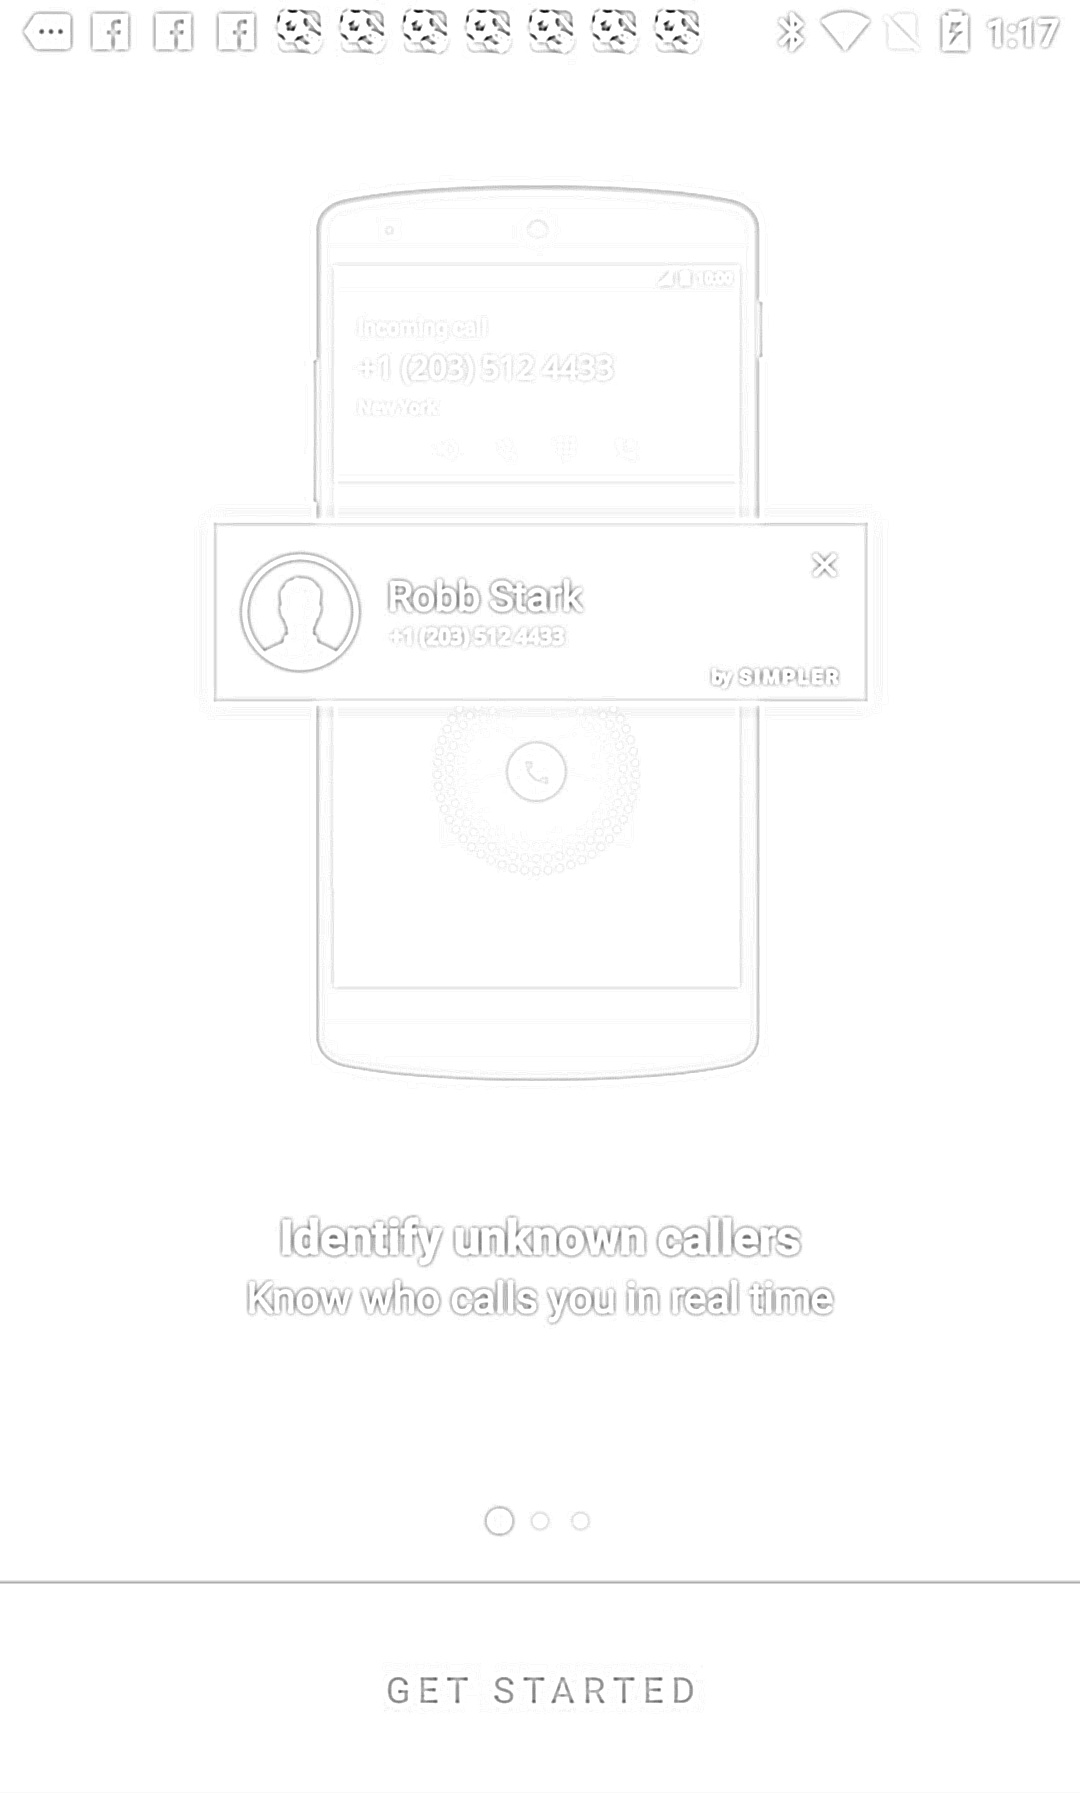 1:17
10:00
Incoming call
+1 (203) 512 4433
New York
Robb Stark
+1 (203) 512 4433
by SIMPLER
Identify unknown callers
Know who calls you in real time
GET STARTED